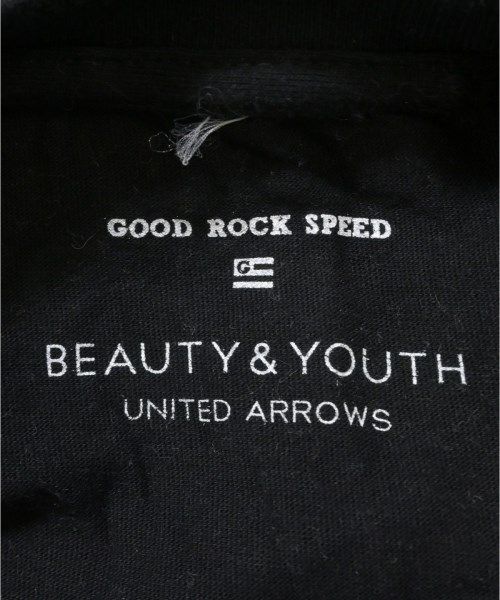 GOOD ROCK SPEED
G
BEAUTY & YOUTH
UNITED ARROWS